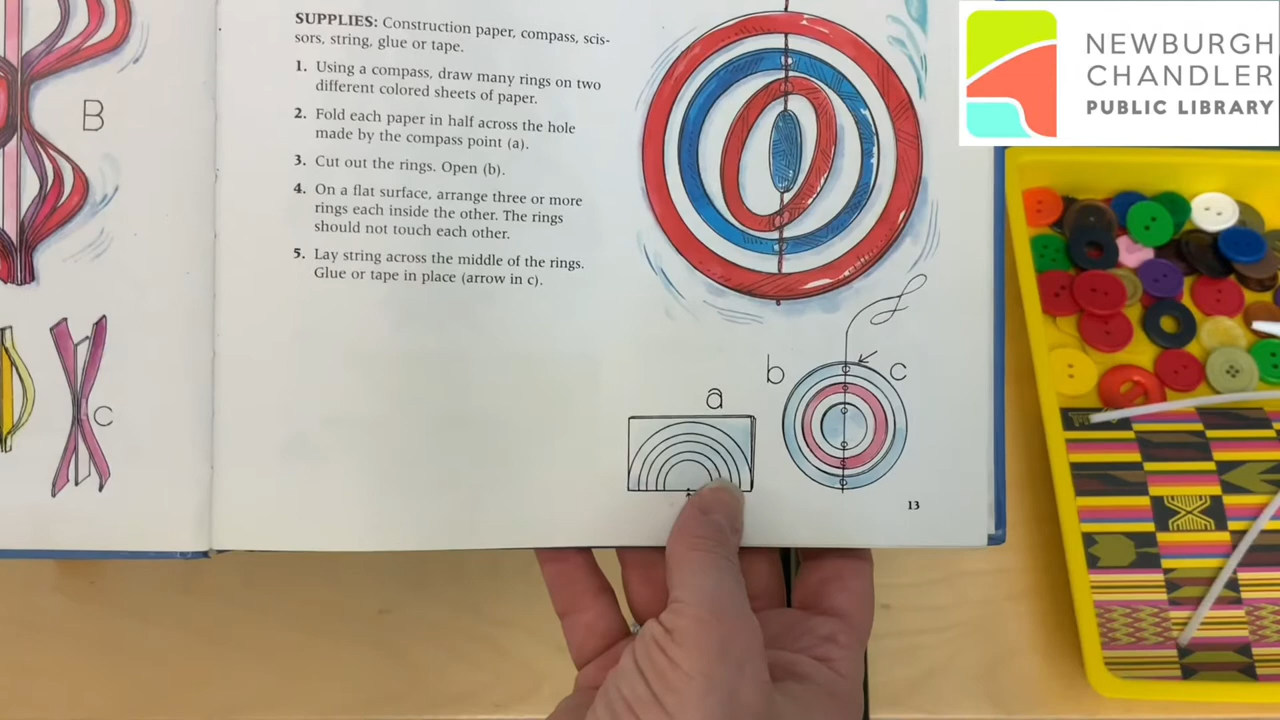 SUPPLIES: Construction paper, compass, scis-
sors, string, glue or tape.
1. Using a compass, draw many rings on two
different colored sheets of paper.
2. Fold each paper in half across the hole
made by the compass point (a).
3. Cut out the rings. Open (b).
4. On a flat surface, arrange three or more
rings each inside the other. The rings
should not touch each other.
5. Lay string across the middle of the rings.
Glue or tape in place (arrow in c).
B
C
a
b
c
13
NEWBURGH
CHANDLER
PUBLIC LIBRARY